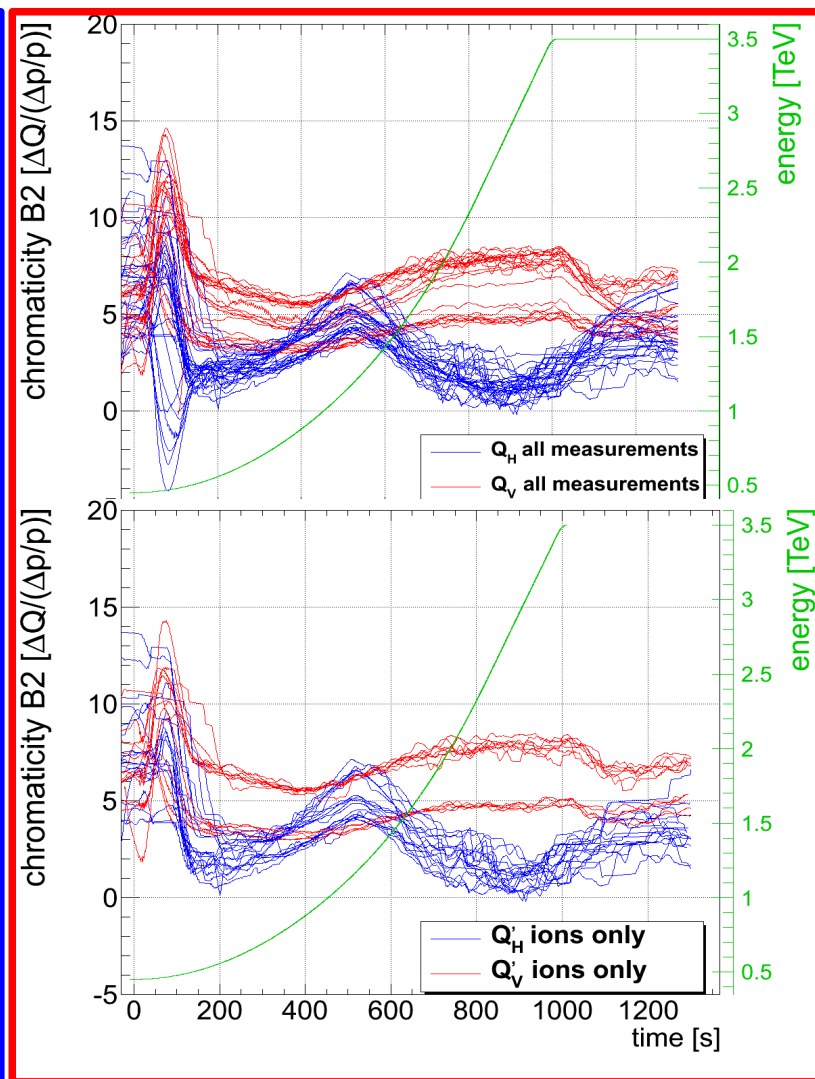 chromaticity B2 [ΔQ/(Δp/p)]
20
15
10
5
0
energy [TeV]
3.5
3
2.5
2
1.5
1
0.5
Q_H all measurements
Q_V all measurements
chromaticity B2 [ΔQ/(Δp/p)]
20
15
10
5
0
-5
energy [TeV]
3.5
3
2.5
2
1.5
1
0.5
Q'_H ions only
Q'_V ions only
0 200 400 600 800 1000 1200
time [s]